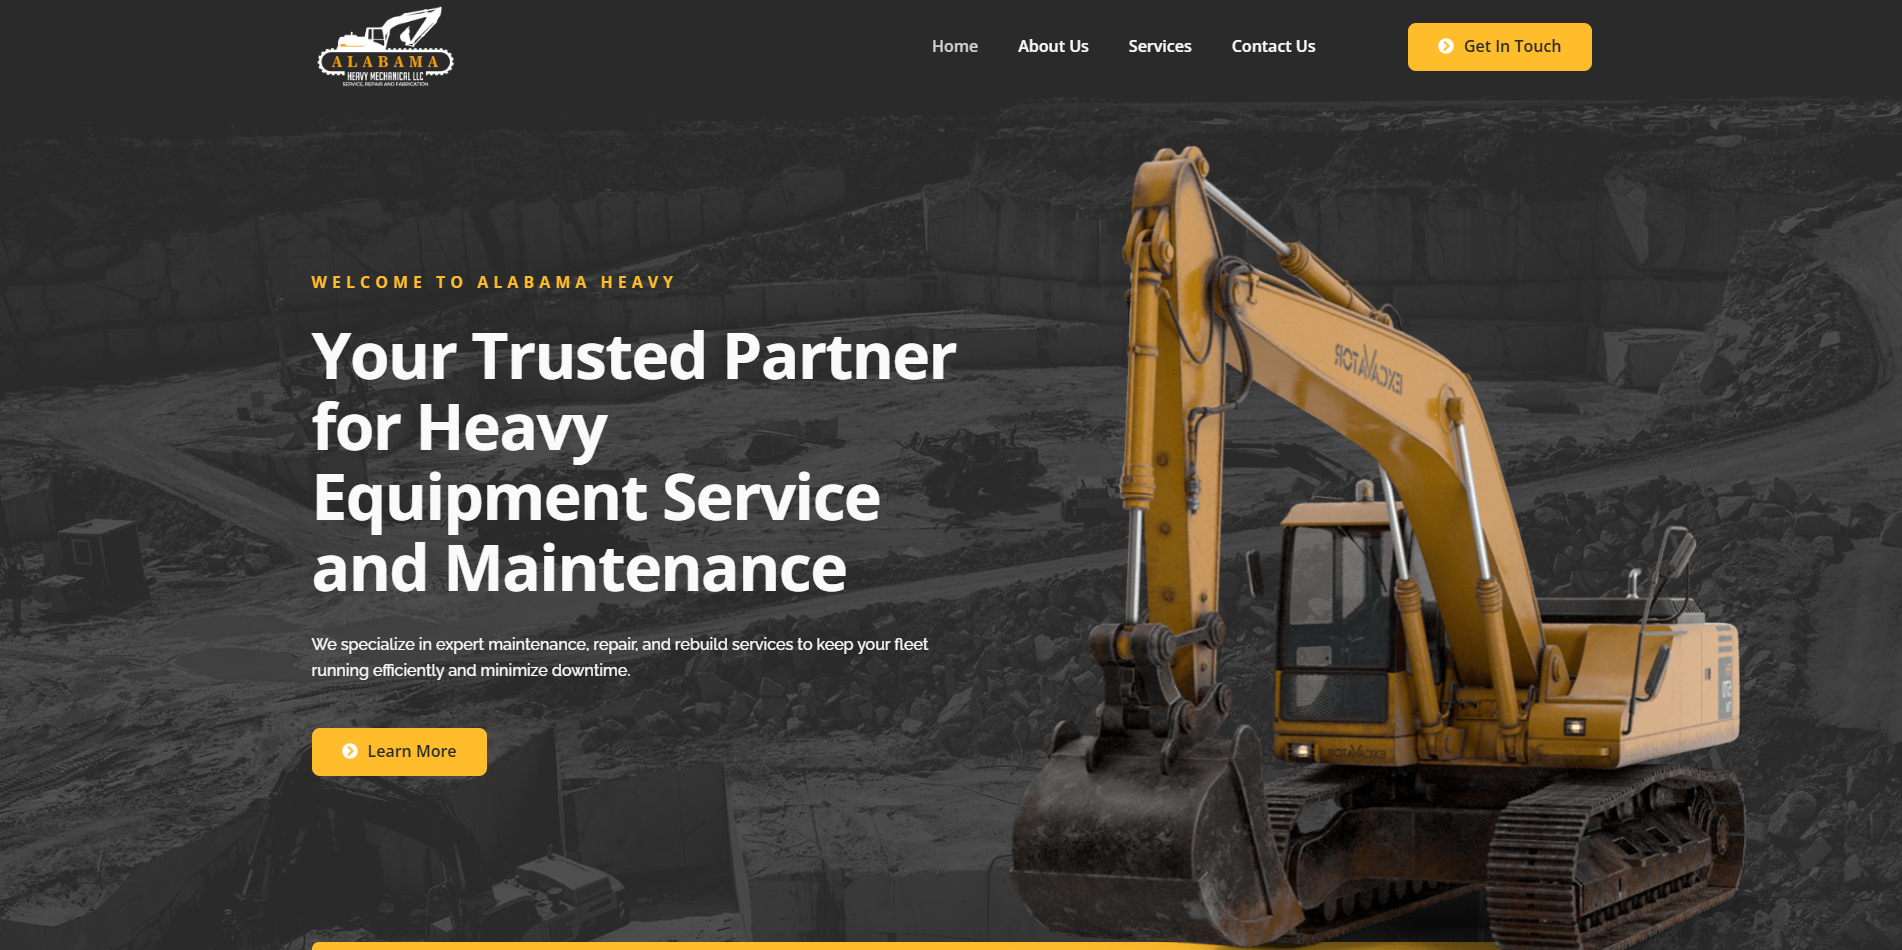 ALABAMA
HEAVY MECHANICAL LLC
SERVICE, REPAIR AND FABRICATION
Home
About Us
Services
Contact Us
Get In Touch
WELCOME TO ALABAMA HEAVY
Your Trusted Partner
for Heavy
Equipment Service
and Maintenance
We specialize in expert maintenance, repair, and rebuild services to keep your fleet
running efficiently and minimize downtime.
Learn More
EXCAVATOR
EXCAVATOR